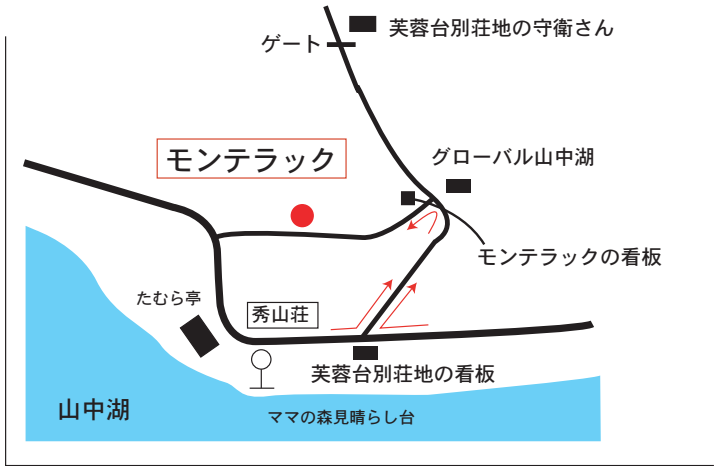 芙蓉台別荘地の守衛さん
ゲート
モンテラック
グローバル山中湖
モンテラックの看板
たむら亭
秀山荘
芙蓉台別荘地の看板
山中湖
ママの森見晴らし台